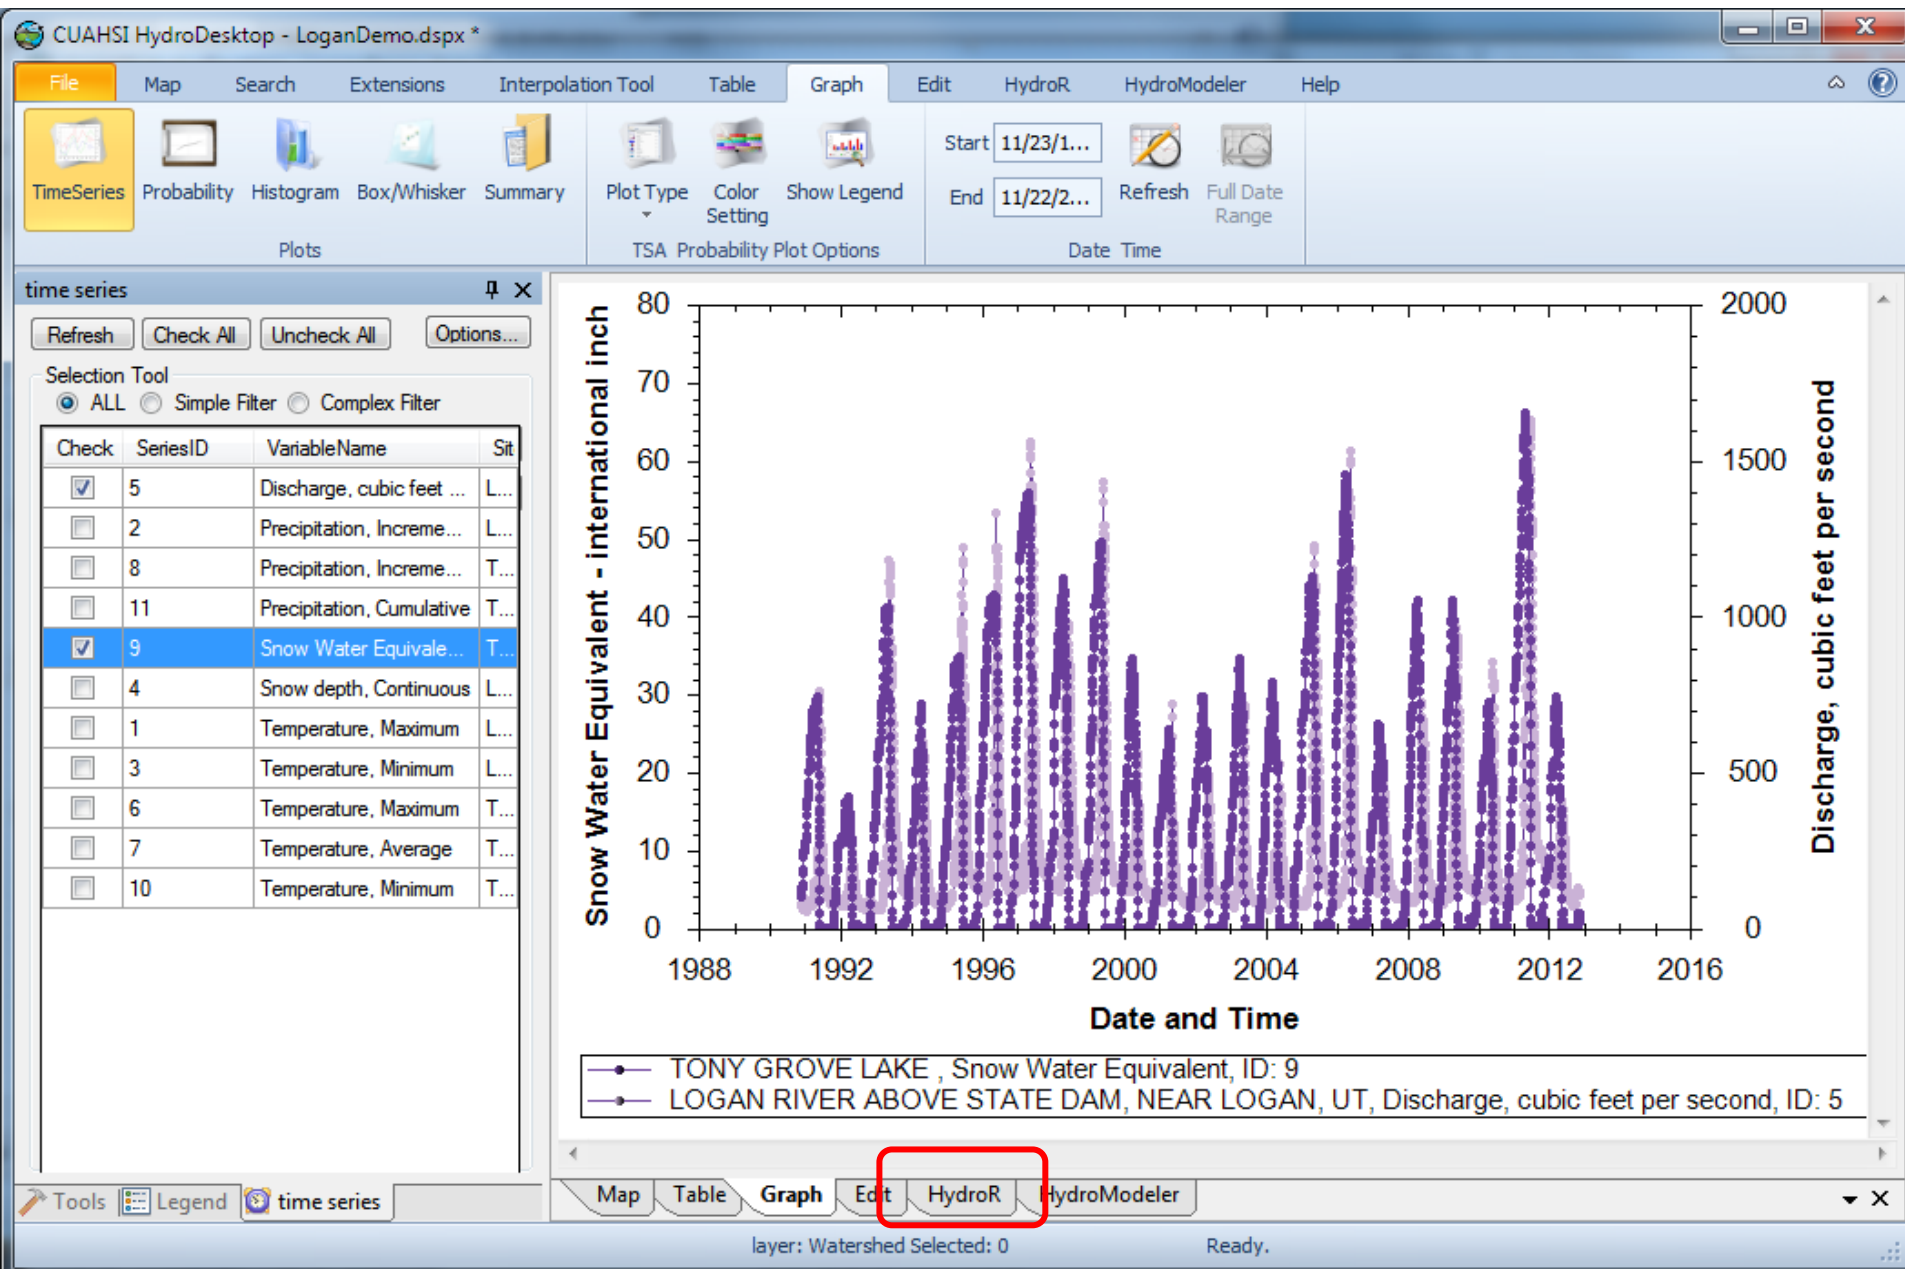 CUAHSI HydroDesktop - LoganDemo.dspx *
File Map Search Extensions Interpolation Tool Table Graph Edit HydroR HydroModeler Help
TimeSeries Probability Histogram Box/Whisker Summary
Plots
Plot Type Color Setting Show Legend
TSA Probability Plot Options
Start 11/23/1...
End 11/22/2...
Refresh Full Date Range
Date Time
time series
Refresh Check All Uncheck All Options...
Selection Tool
ALL Simple Filter Complex Filter
Check SeriesID VariableName Sit
5 Discharge, cubic feet ... L...
2 Precipitation, Increme... L...
8 Precipitation, Increme... T...
11 Precipitation, Cumulative T...
9 Snow Water Equivale... T...
4 Snow depth, Continuous L...
1 Temperature, Maximum L...
3 Temperature, Minimum L...
6 Temperature, Maximum T...
7 Temperature, Average T...
10 Temperature, Minimum T...
Tools Legend time series
Snow Water Equivalent - international inch
80
70
60
50
40
30
20
10
0
2000
1500
1000
500
0
Discharge, cubic feet per second
1988 1992 1996 2000 2004 2008 2012 2016
Date and Time
TONY GROVE LAKE , Snow Water Equivalent, ID: 9
LOGAN RIVER ABOVE STATE DAM, NEAR LOGAN, UT, Discharge, cubic feet per second, ID: 5
Map Table Graph Edit HydroR HydroModeler
layer: Watershed Selected: 0 Ready.